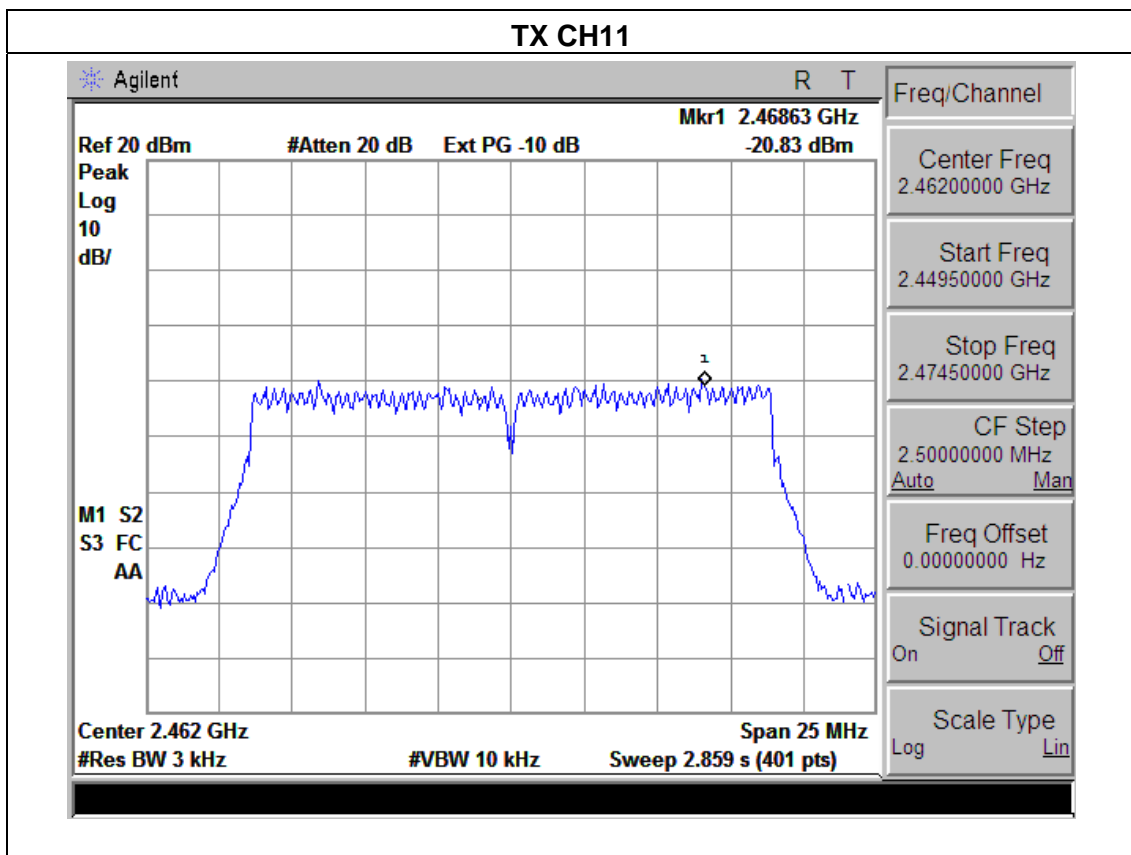 TX CH11
Agilent R T
Mkr1 2.46863 GHz
Ref 20 dBm #Atten 20 dB Ext PG -10 dB -20.83 dBm
Peak
Log
10
dB/
1
M1 S2
S3 FC
AA
Center 2.462 GHz Span 25 MHz
#Res BW 3 kHz #VBW 10 kHz Sweep 2.859 s (401 pts)
Freq/Channel
Center Freq
2.46200000 GHz
Start Freq
2.44950000 GHz
Stop Freq
2.47450000 GHz
CF Step
2.50000000 MHz
Auto Man
Freq Offset
0.00000000 Hz
Signal Track
On Off
Scale Type
Log Lin